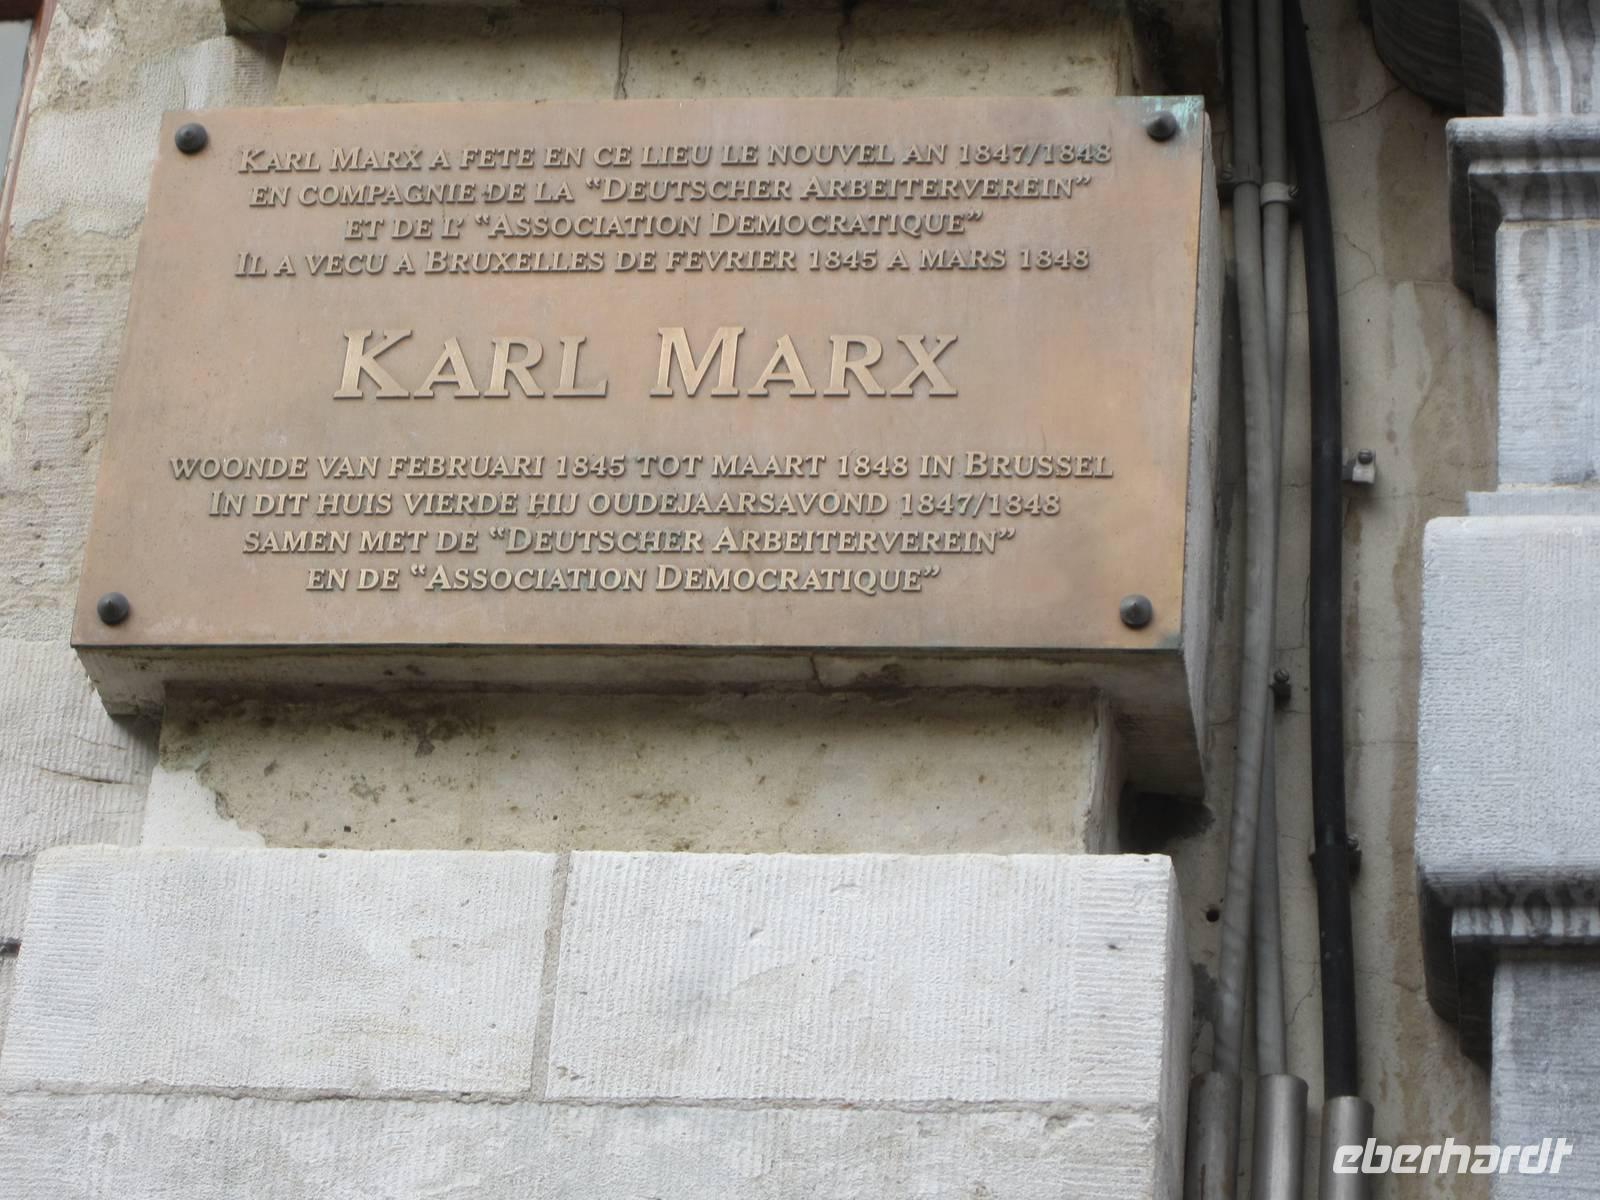 KARL MARX A FETE EN CE LIEU LE NOUVEL AN 1847/1848
EN COMPAGNIE DE LA “DEUTSCHER ARBEITERVEREIN”
ET DE L’ “ASSOCIATION DEMOCRATIQUE”
IL A VECU A BRUXELLES DE FEVRIER 1845 A MARS 1848
KARL MARX
WOONDE VAN FEBRUARI 1845 TOT MAART 1848 IN BRUSSEL
IN DIT HUIS VIERDE HIJ OUDEJAARSAVOND 1847/1848
SAMEN MET DE “DEUTSCHER ARBEITERVEREIN”
EN DE “ASSOCIATION DEMOCRATIQUE”
eberhardt